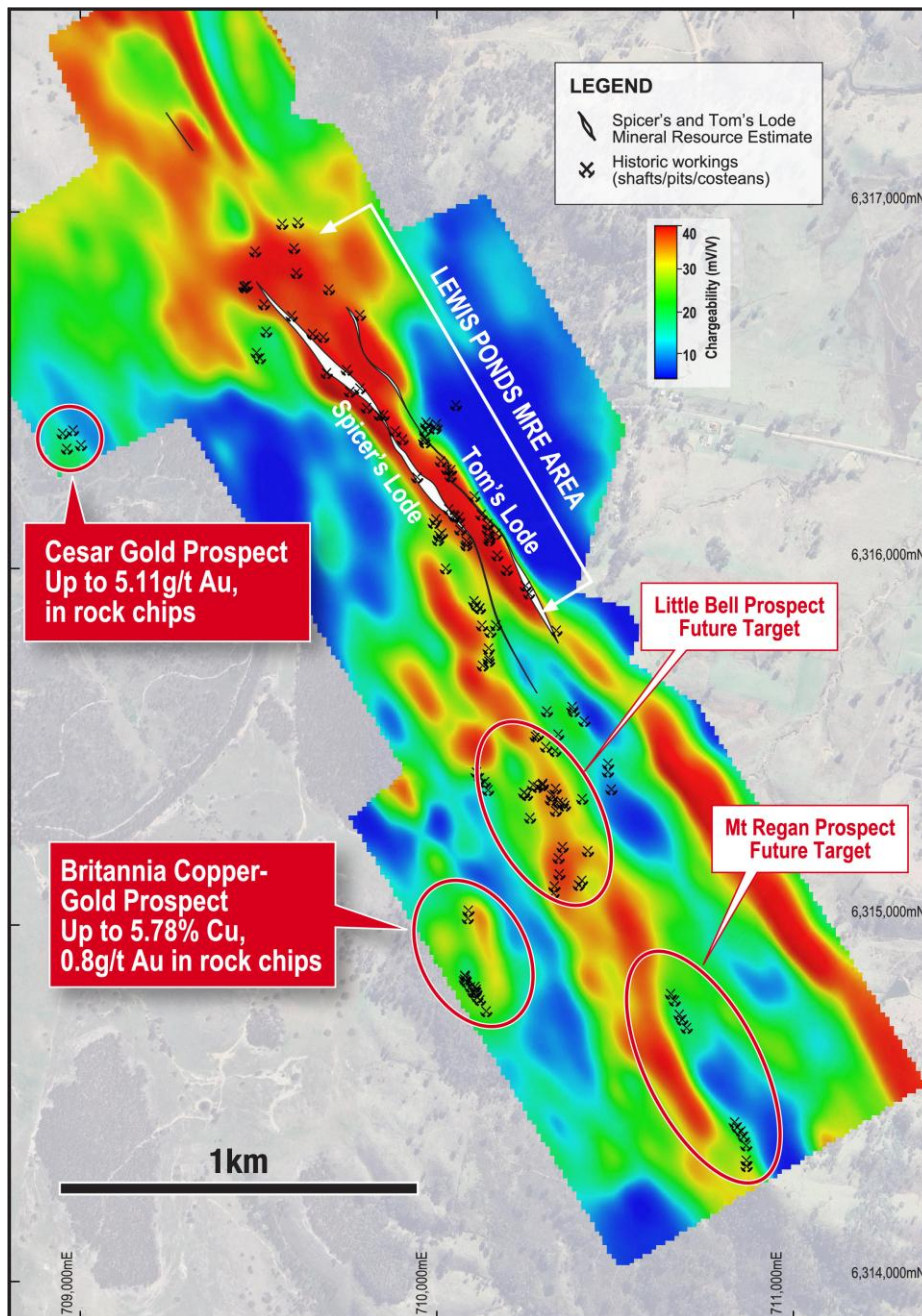 LEGEND
Spicer's and Tom's Lode
Mineral Resource Estimate
Historic workings
(shafts/pits/costeans)
6,317,000mN
40
30
20
10
Chargeability (mV/V)
LEWIS PONDS MRE AREA
Spicer's Lode
Tom's Lode
Cesar Gold Prospect
Up to 5.11g/t Au,
in rock chips
6,316,000mN
Little Bell Prospect
Future Target
Mt Regan Prospect
Future Target
Britannia Copper-
Gold Prospect
Up to 5.78% Cu,
0.8g/t Au in rock chips
6,315,000mN
1km
709,000mE
710,000mE
711,000mE
6,314,000mN